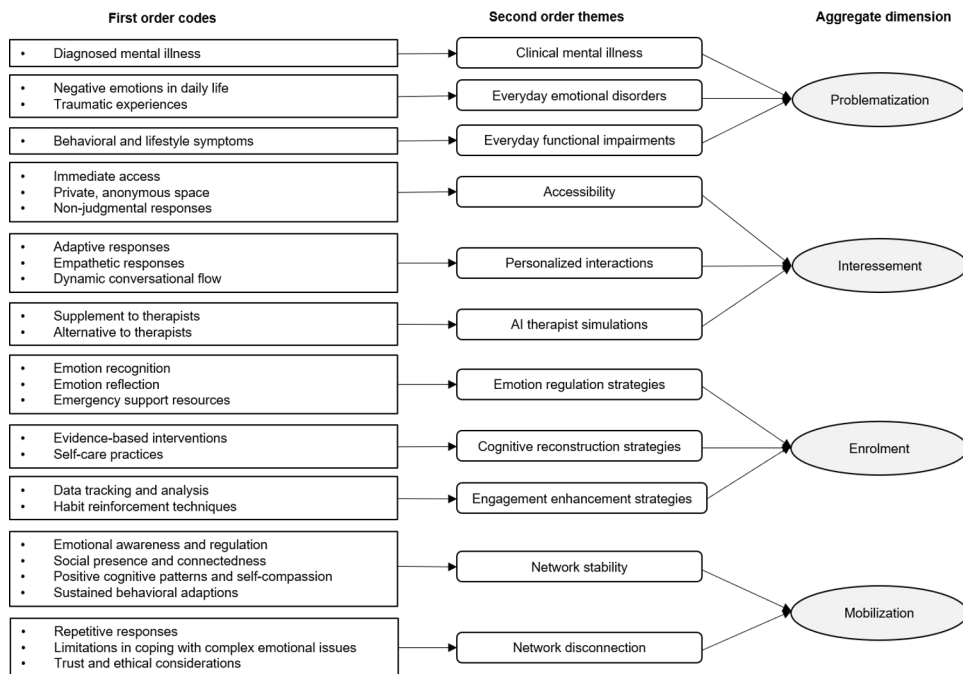 First order codes
Second order themes
Aggregate dimension
• Diagnosed mental illness
Clinical mental illness
• Negative emotions in daily life
• Traumatic experiences
Everyday emotional disorders
Problematization
• Behavioral and lifestyle symptoms
Everyday functional impairments
• Immediate access
• Private, anonymous space
• Non-judgmental responses
Accessibility
• Adaptive responses
• Empathetic responses
• Dynamic conversational flow
Personalized interactions
Interessement
• Supplement to therapists
• Alternative to therapists
AI therapist simulations
• Emotion recognition
• Emotion reflection
• Emergency support resources
Emotion regulation strategies
• Evidence-based interventions
• Self-care practices
Cognitive reconstruction strategies
Enrolment
• Data tracking and analysis
• Habit reinforcement techniques
Engagement enhancement strategies
• Emotional awareness and regulation
• Social presence and connectedness
• Positive cognitive patterns and self-compassion
• Sustained behavioral adaptions
Network stability
Mobilization
• Repetitive responses
• Limitations in coping with complex emotional issues
• Trust and ethical considerations
Network disconnection